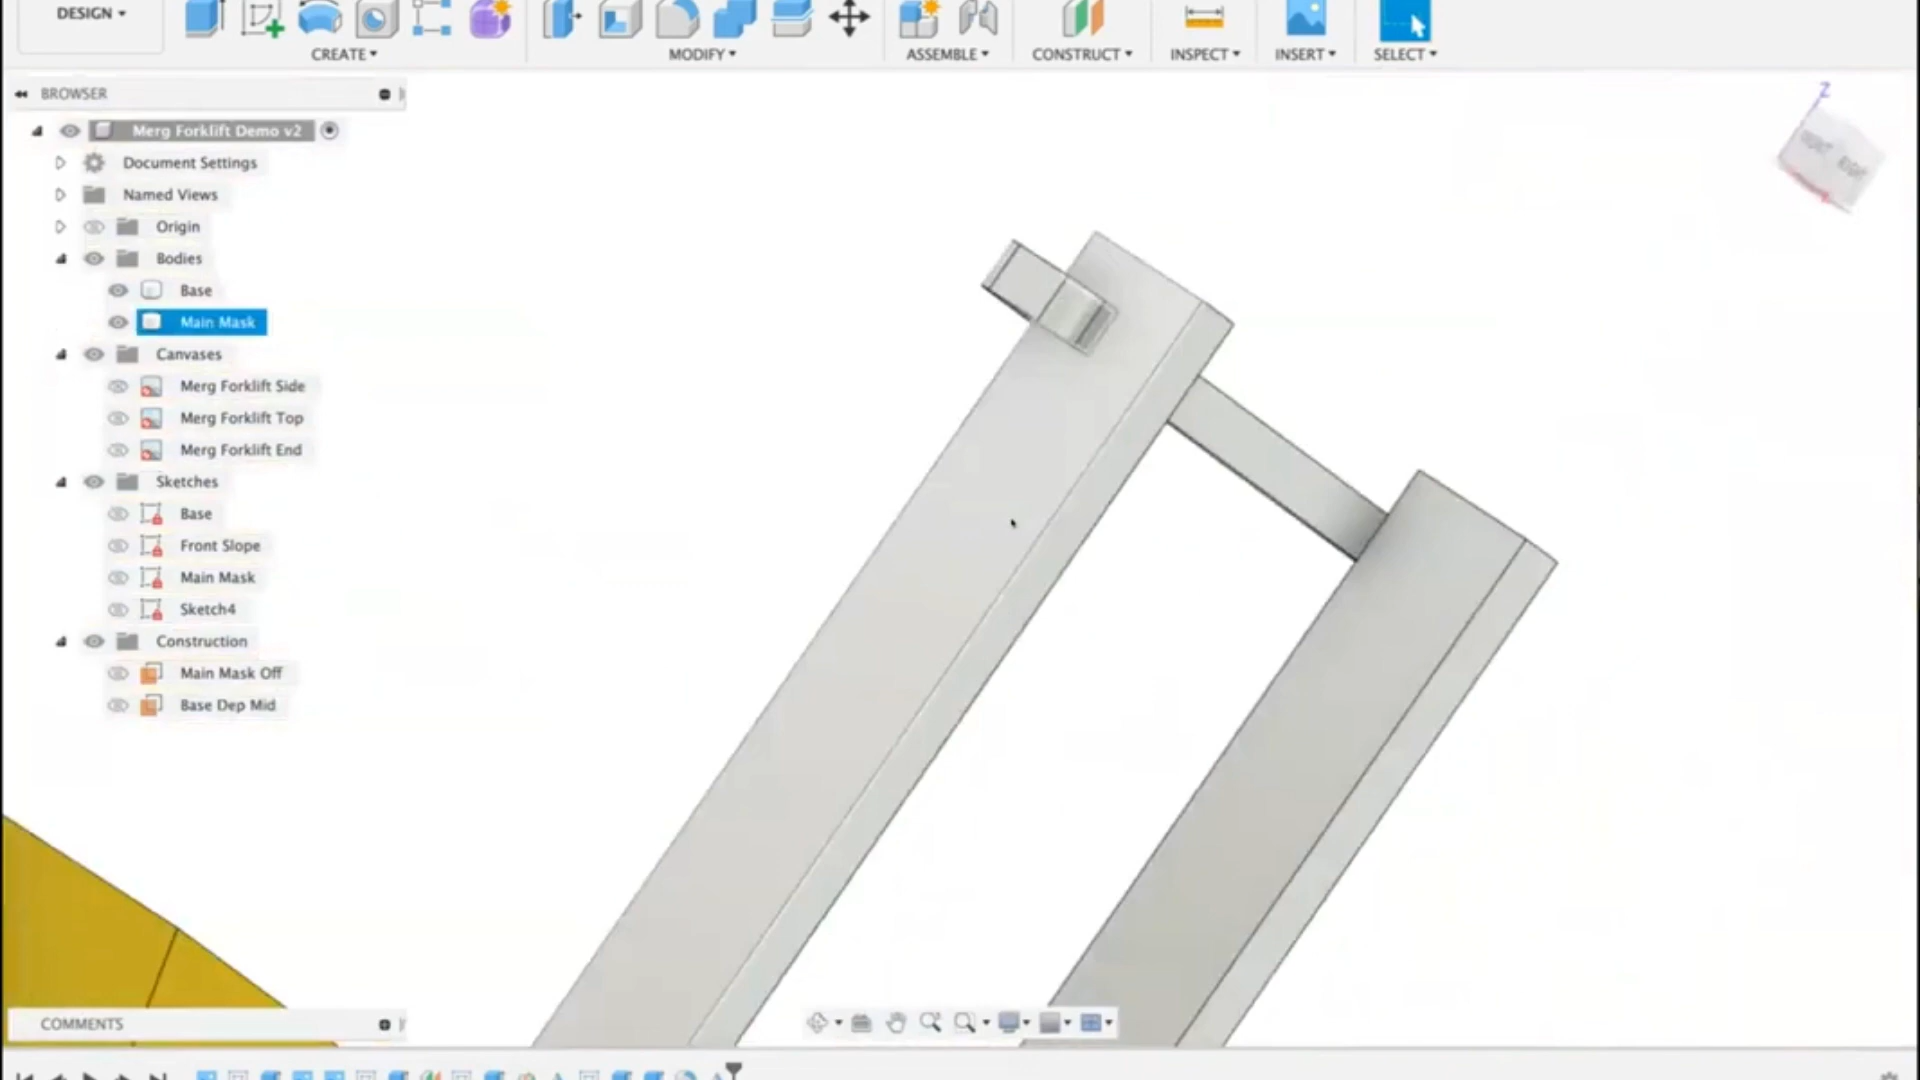 DESIGN
CREATE
MODIFY
ASSEMBLE
CONSTRUCT
INSPECT
INSERT
SELECT
BROWSER
Merg Forklift Demo v2
Document Settings
Named Views
Origin
Bodies
Base
Main Mask
Canvases
Merg Forklift Side
Merg Forklift Top
Merg Forklift End
Sketches
Base
Front Slope
Main Mask
Sketch4
Construction
Main Mask Off
Base Dep Mid
COMMENTS
Z
FRONT RIGHT